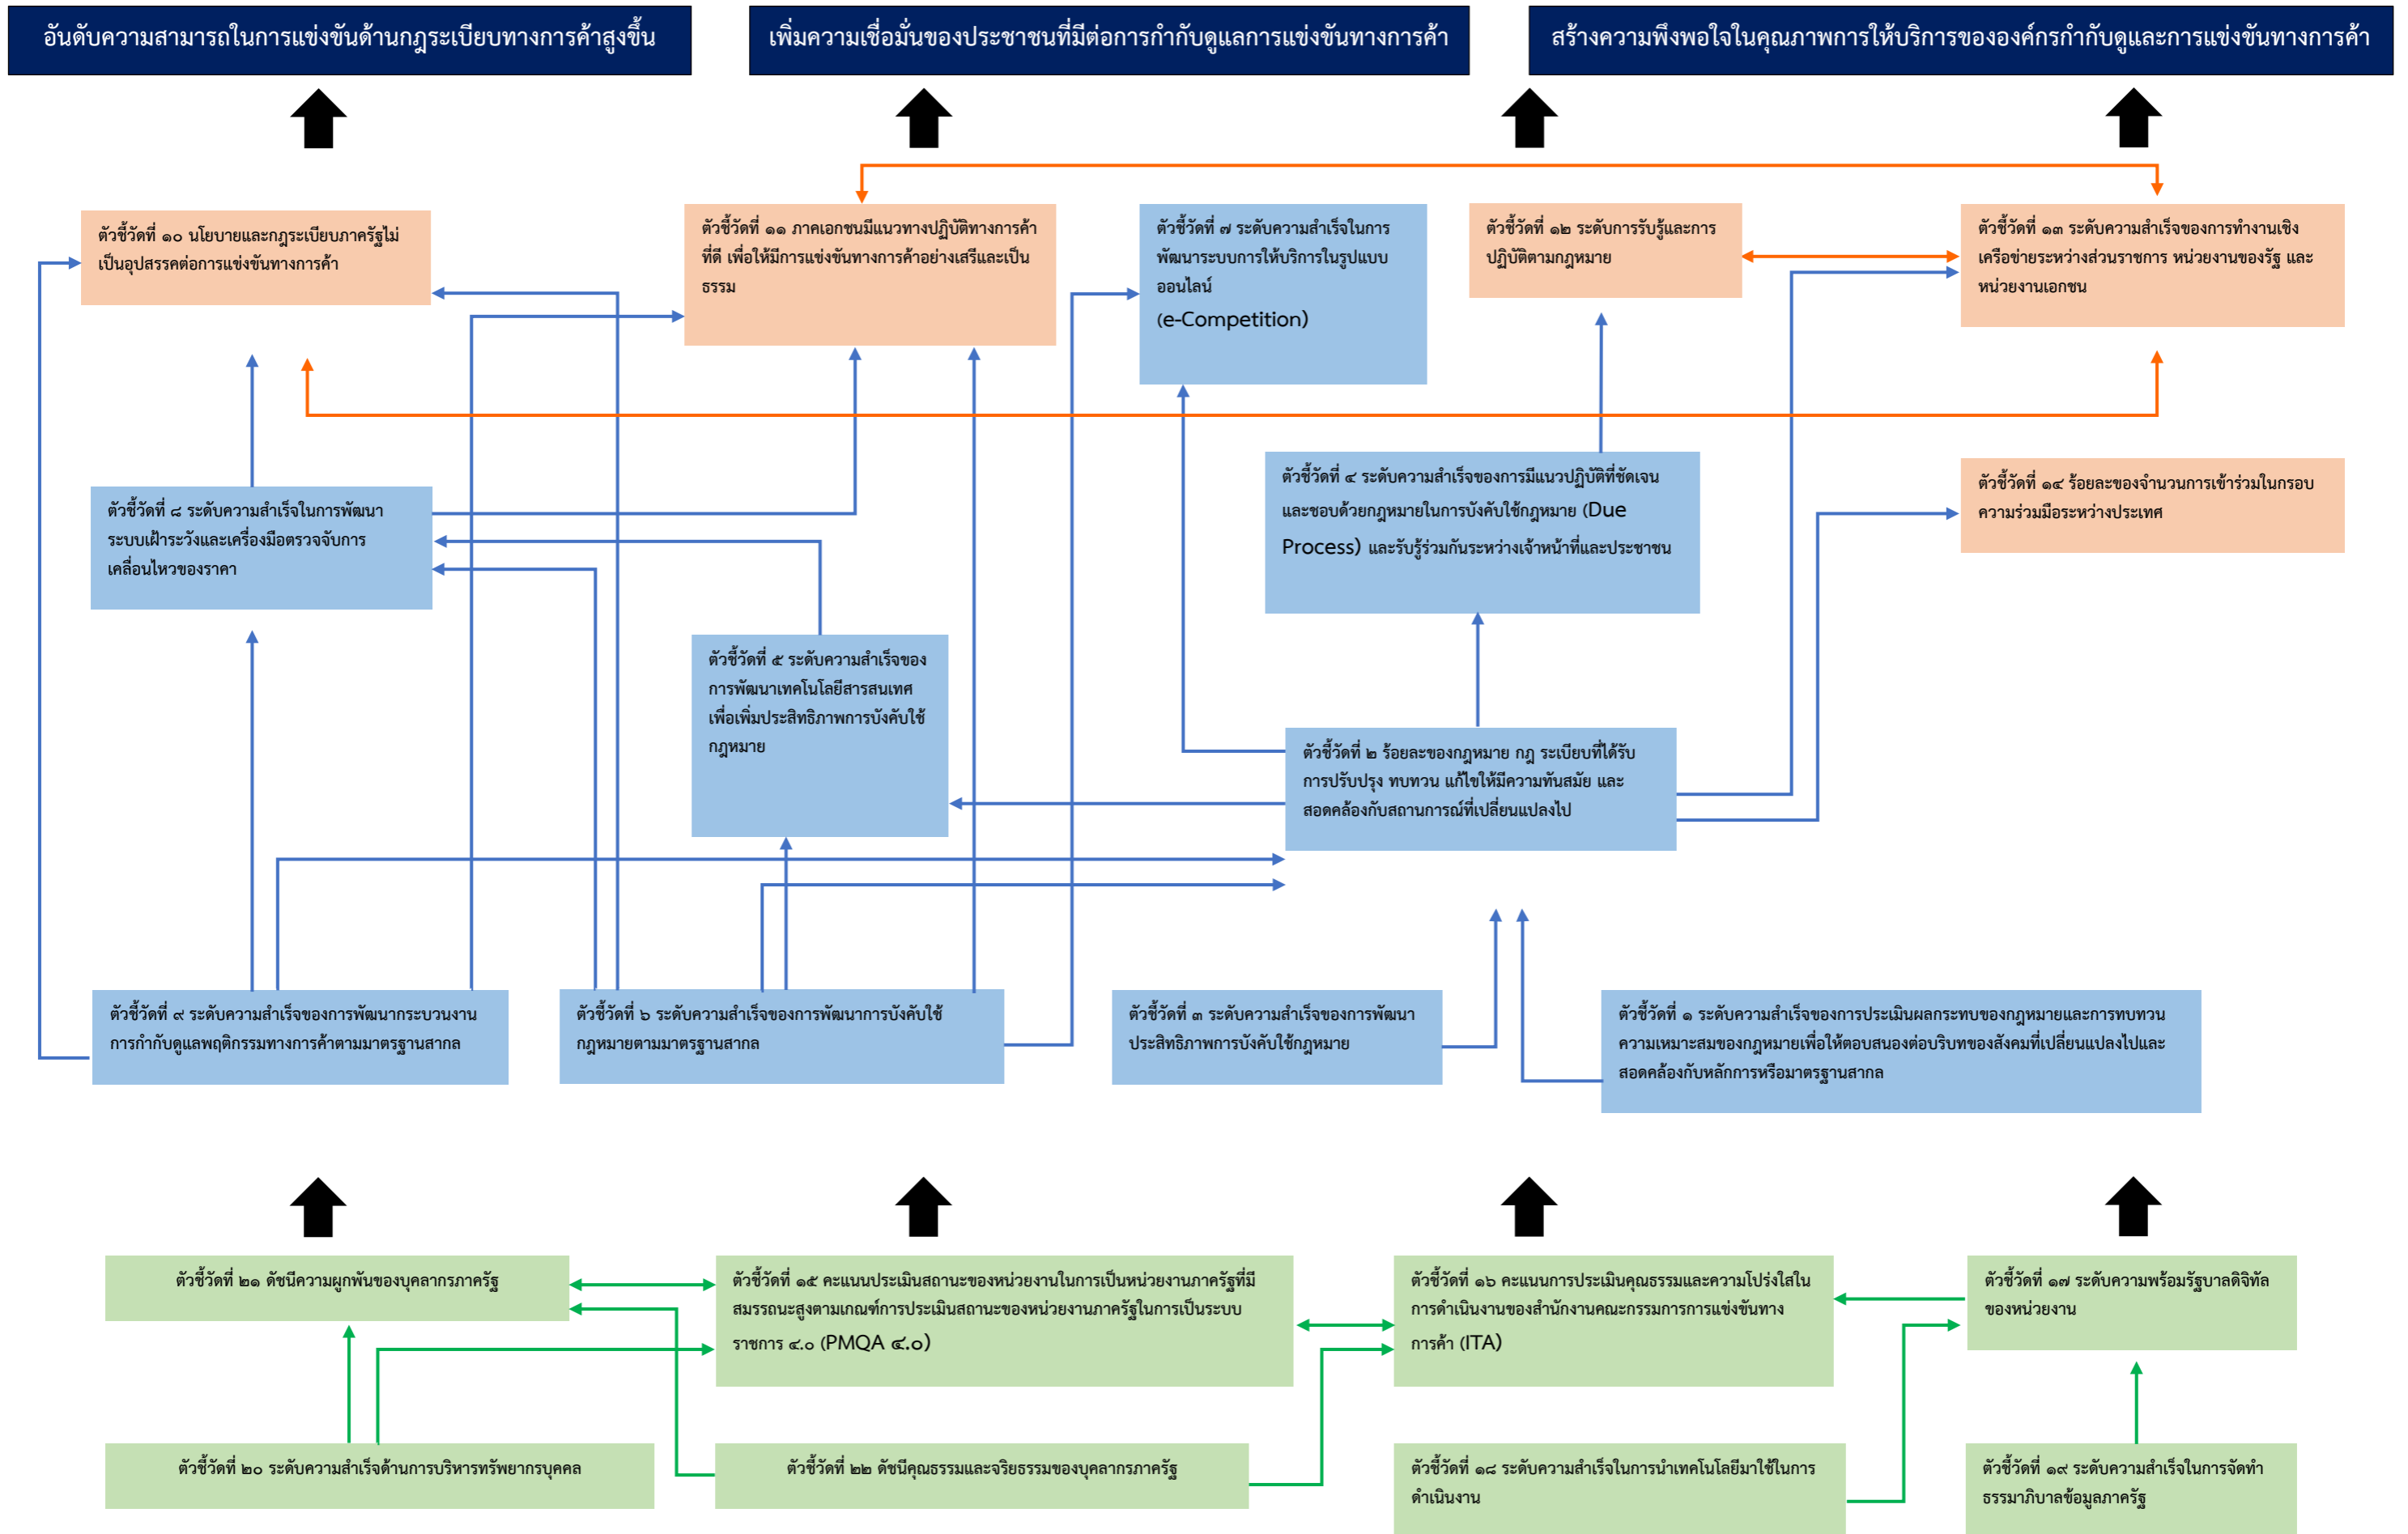 อันดับความสามารถในการแข่งขันด้านกฎระเบียบทางการค้าสูงขึ้น
เพิ่มความเชื่อมั่นของประชาชนที่มีต่อการกำกับดูแลการแข่งขันทางการค้า
สร้างความพึงพอใจในคุณภาพการให้บริการขององค์กรกำกับดูและการแข่งขันทางการค้า
ตัวชี้วัดที่ ๑๐ นโยบายและกฎระเบียบภาครัฐไม่
เป็นอุปสรรคต่อการแข่งขันทางการค้า
ตัวชี้วัดที่ ๑๑ ภาคเอกชนมีแนวทางปฏิบัติทางการค้า
ที่ดี เพื่อให้มีการแข่งขันทางการค้าอย่างเสรีและเป็น
ธรรม
ตัวชี้วัดที่ ๗ ระดับความสำเร็จในการ
พัฒนาระบบการให้บริการในรูปแบบ
ออนไลน์
(e-Competition)
ตัวชี้วัดที่ ๑๒ ระดับการรับรู้และการ
ปฏิบัติตามกฎหมาย
ตัวชี้วัดที่ ๑๓ ระดับความสำเร็จของการทำงานเชิง
เครือข่ายระหว่างส่วนราชการ หน่วยงานของรัฐ และ
หน่วยงานเอกชน
ตัวชี้วัดที่ ๘ ระดับความสำเร็จในการพัฒนา
ระบบเฝ้าระวังและเครื่องมือตรวจจับการ
เคลื่อนไหวของราคา
ตัวชี้วัดที่ ๔ ระดับความสำเร็จของการมีแนวปฏิบัติที่ชัดเจน
และชอบด้วยกฎหมายในการบังคับใช้กฎหมาย (Due
Process) และรับรู้ร่วมกันระหว่างเจ้าหน้าที่และประชาชน
ตัวชี้วัดที่ ๑๔ ร้อยละของจำนวนการเข้าร่วมในกรอบ
ความร่วมมือระหว่างประเทศ
ตัวชี้วัดที่ ๕ ระดับความสำเร็จของ
การพัฒนาเทคโนโลยีสารสนเทศ
เพื่อเพิ่มประสิทธิภาพการบังคับใช้
กฎหมาย
ตัวชี้วัดที่ ๒ ร้อยละของกฎหมาย กฎ ระเบียบที่ได้รับ
การปรับปรุง ทบทวน แก้ไขให้มีความทันสมัย และ
สอดคล้องกับสถานการณ์ที่เปลี่ยนแปลงไป
ตัวชี้วัดที่ ๙ ระดับความสำเร็จของการพัฒนากระบวนงาน
การกำกับดูแลพฤติกรรมทางการค้าตามมาตรฐานสากล
ตัวชี้วัดที่ ๖ ระดับความสำเร็จของการพัฒนาการบังคับใช้
กฎหมายตามมาตรฐานสากล
ตัวชี้วัดที่ ๓ ระดับความสำเร็จของการพัฒนา
ประสิทธิภาพการบังคับใช้กฎหมาย
ตัวชี้วัดที่ ๑ ระดับความสำเร็จของการประเมินผลกระทบของกฎหมายและการทบทวน
ความเหมาะสมของกฎหมายเพื่อให้ตอบสนองต่อบริบทของสังคมที่เปลี่ยนแปลงไปและ
สอดคล้องกับหลักการหรือมาตรฐานสากล
ตัวชี้วัดที่ ๒๑ ดัชนีความผูกพันของบุคลากรภาครัฐ
ตัวชี้วัดที่ ๑๕ คะแนนประเมินสถานะของหน่วยงานในการเป็นหน่วยงานภาครัฐที่มี
สมรรถนะสูงตามเกณฑ์การประเมินสถานะของหน่วยงานภาครัฐในการเป็นระบบ
ราชการ ๔.๐ (PMQA ๔.๐)
ตัวชี้วัดที่ ๑๖ คะแนนการประเมินคุณธรรมและความโปร่งใสใน
การดำเนินงานของสำนักงานคณะกรรมการการแข่งขันทาง
การค้า (ITA)
ตัวชี้วัดที่ ๑๗ ระดับความพร้อมรัฐบาลดิจิทัล
ของหน่วยงาน
ตัวชี้วัดที่ ๒๐ ระดับความสำเร็จด้านการบริหารทรัพยากรบุคคล
ตัวชี้วัดที่ ๒๒ ดัชนีคุณธรรมและจริยธรรมของบุคลากรภาครัฐ
ตัวชี้วัดที่ ๑๘ ระดับความสำเร็จในการนำเทคโนโลยีมาใช้ในการ
ดำเนินงาน
ตัวชี้วัดที่ ๑๙ ระดับความสำเร็จในการจัดทำ
ธรรมาภิบาลข้อมูลภาครัฐ